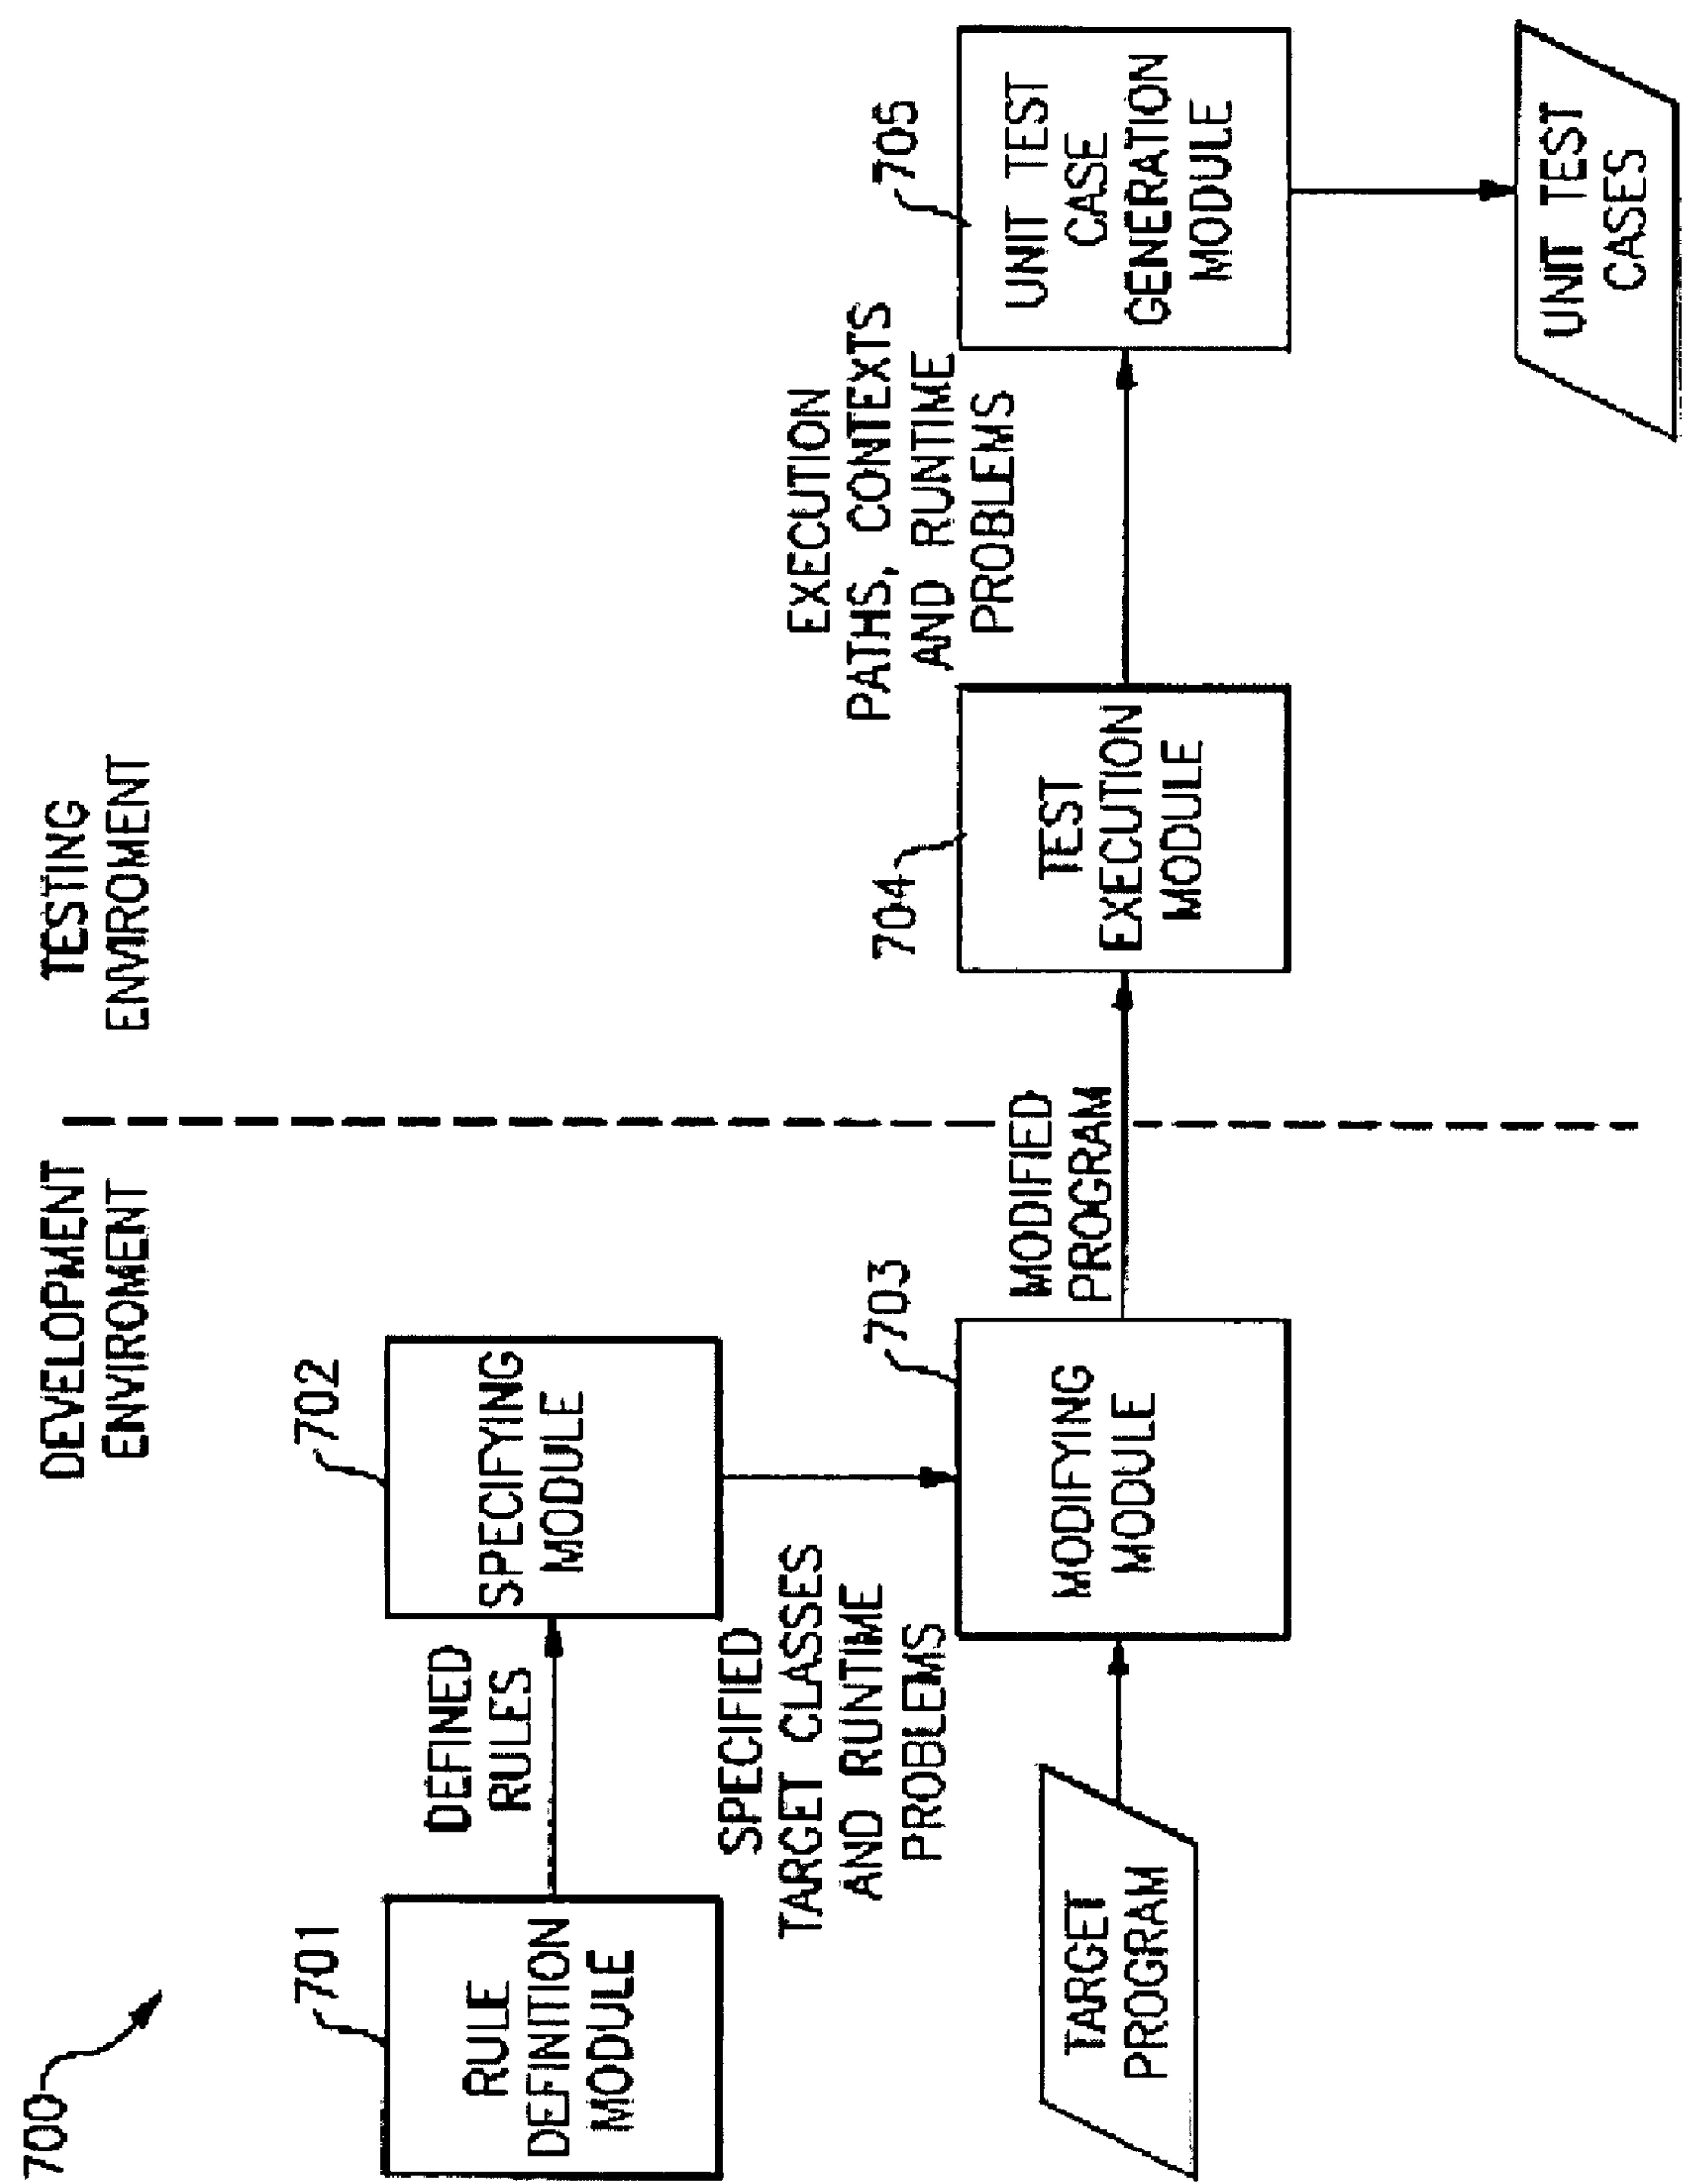 700
DEVELOPMENT
ENVIROMENT
TESTING
ENVIROMENT
701
RULE
DEFINITION
MODULE
DEFINED
RULES
702
SPECIFYING
MODULE
SPECIFIED
TARGET CLASSES
AND RUNTIME
PROBLEMS
TARGET
PROGRAM
703
MODIFYING
MODULE
MODIFIED
PROGRAM
704
TEST
EXECUTION
MODULE
EXECUTION
PATHS, CONTEXTS
AND RUNTIME
PROBLEMS
705
UNIT TEST
CASE
GENERATION
MODULE
UNIT TEST
CASES